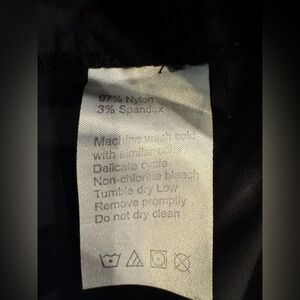 97% Nylon
3% Spandex
Machine wash cold
with similar color
Delicate cycle
Non-chlorine bleach
Tumble dry Low
Remove promptly
Do not dry clean